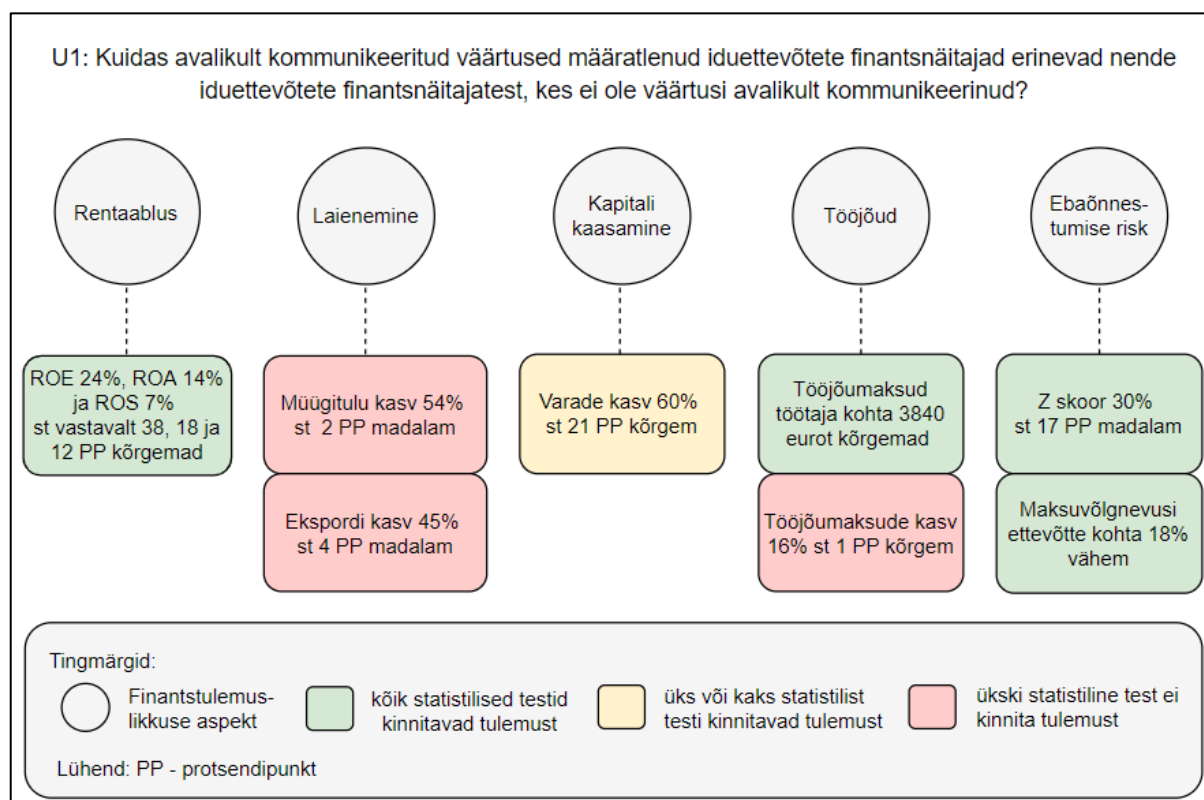 U1: Kuidas avalikult kommunikeeritud väärtused määratlenud iduettevõtete finantsnäitajad erinevad nende
iduettevõtete finantsnäitajatest, kes ei ole väärtusi avalikult kommunikeerinud?
Rentaablus
Laienemine
Kapitali
kaasamine
Tööjõud
Ebaõnnes-
tumise risk
ROE 24%, ROA 14%
ja ROS 7%
st vastavalt 38, 18 ja
12 PP kõrgemad
Müügitulu kasv 54%
st 2 PP madalam
Ekspordi kasv 45%
st 4 PP madalam
Varade kasv 60%
st 21 PP kõrgem
Tööjõumaksud
töötaja kohta 3840
eurot kõrgemad
Tööjõumaksude kasv
16% st 1 PP kõrgem
Z skoor 30%
st 17 PP madalam
Maksuvõlgnevusi
ettevõtte kohta 18%
vähem
Tingmärgid:
Finantstulemus-
likkuse aspekt
kõik statistilised testid
kinnitavad tulemust
üks või kaks statistilist
testi kinnitavad tulemust
ükski statistiline test ei
kinnita tulemust
Lühend: PP - protsendipunkt